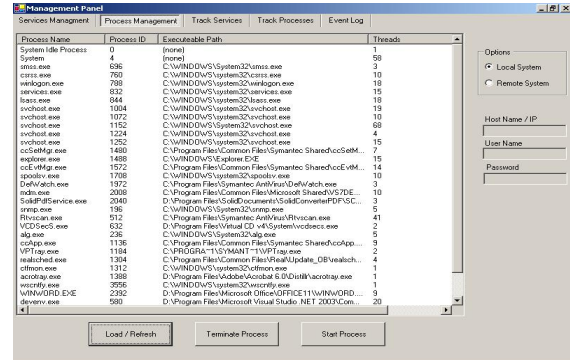 Management Panel
Services Managment Process Management Track Services Track Processes Event Log
Process Name Process ID Executeable Path Threads
System Idle Process 0 (none) 1
System 4 (none) 58
smss.exe 696 C:\WINDOWS\System32\smss.exe 3
csrss.exe 760 C:\WINDOWS\system32\csrss.exe 10
winlogon.exe 788 C:\WINDOWS\system32\winlogon.exe 18
services.exe 832 C:\WINDOWS\system32\services.exe 15
lsass.exe 844 C:\WINDOWS\system32\lsass.exe 18
svchost.exe 1004 C:\WINDOWS\system32\svchost.exe 19
svchost.exe 1072 C:\WINDOWS\system32\svchost.exe 10
svchost.exe 1152 C:\WINDOWS\System32\svchost.exe 68
svchost.exe 1224 C:\WINDOWS\system32\svchost.exe 4
svchost.exe 1252 C:\WINDOWS\system32\svchost.exe 15
ccSetMgr.exe 1480 C:\Program Files\Common Files\Symantec Shared\ccSetM... 7
explorer.exe 1488 C:\WINDOWS\Explorer.EXE 15
ccEvtMgr.exe 1572 C:\Program Files\Common Files\Symantec Shared\ccEvtM... 14
spoolsv.exe 1708 C:\WINDOWS\system32\spoolsv.exe 10
DefWatch.exe 1972 C:\Program Files\Symantec AntiVirus\DefWatch.exe 3
mdm.exe 2008 C:\Program Files\Common Files\Microsoft Shared\VS7DE... 10
SolidPdfService.exe 2040 D:\Program Files\SolidDocuments\SolidConverterPDF\SC... 3
snmp.exe 196 C:\WINDOWS\System32\snmp.exe 5
Rtvscan.exe 512 C:\Program Files\Symantec AntiVirus\Rtvscan.exe 41
VCDSecS.exe 632 D:\Program Files\Virtual CD v4\System\vcdsecs.exe 2
alg.exe 236 C:\WINDOWS\System32\alg.exe 5
ccApp.exe 1136 C:\Program Files\Common Files\Symantec Shared\ccApp.... 9
VPTray.exe 1184 C:\PROGRA~1\SYMANT~1\VPTray.exe 2
realsched.exe 1304 C:\Program Files\Common Files\Real\Update_OB\realsch... 4
ctfmon.exe 1312 C:\WINDOWS\system32\ctfmon.exe 1
acrotray.exe 1388 D:\Program Files\Adobe\Acrobat 6.0\Distillr\acrotray.exe 1
wscntfy.exe 3556 C:\WINDOWS\system32\wscntfy.exe 1
WINWORD.EXE 2392 D:\Program Files\Microsoft Office\OFFICE11\WINWORD.... 9
devenv.exe 580 D:\Program Files\Microsoft Visual Studio .NET 2003\Com... 20
Options
Local System
Remote System
Host Name / IP
User Name
Password
Load / Refresh Terminate Process Start Process